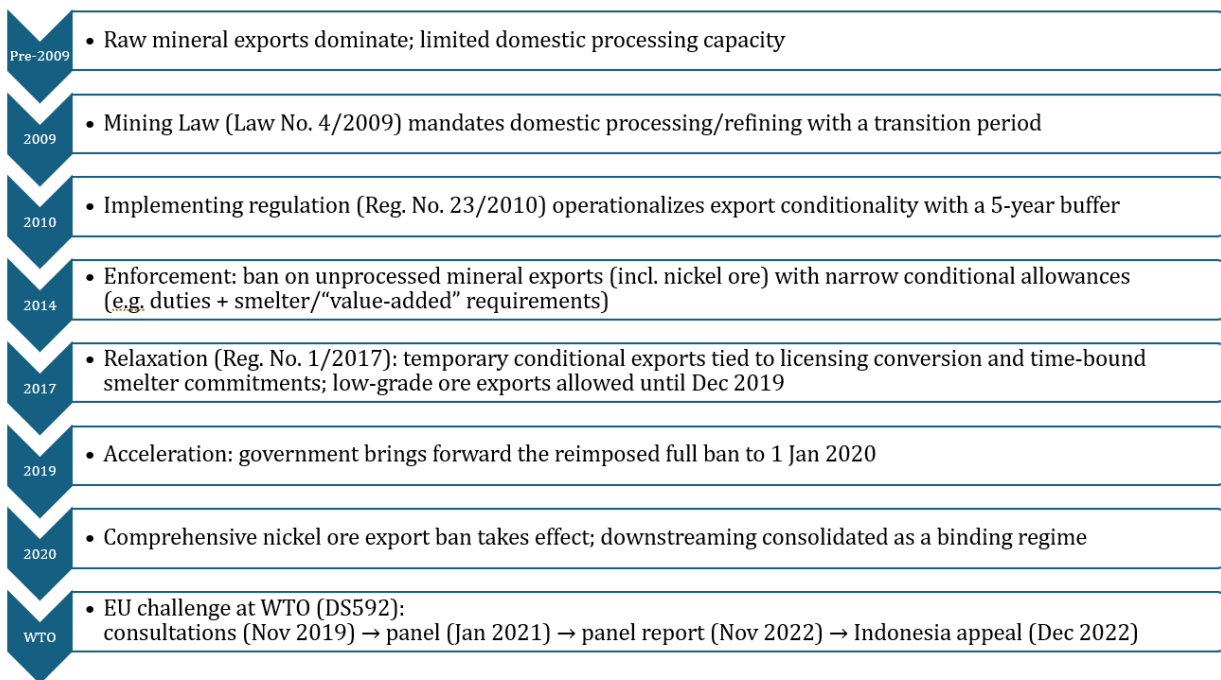 Pre-2009
• Raw mineral exports dominate; limited domestic processing capacity
2009
• Mining Law (Law No. 4/2009) mandates domestic processing/refining with a transition period
2010
• Implementing regulation (Reg. No. 23/2010) operationalizes export conditionality with a 5-year buffer
2014
• Enforcement: ban on unprocessed mineral exports (incl. nickel ore) with narrow conditional allowances
(e.g. duties + smelter/“value-added” requirements)
2017
• Relaxation (Reg. No. 1/2017): temporary conditional exports tied to licensing conversion and time-bound
smelter commitments; low-grade ore exports allowed until Dec 2019
2019
• Acceleration: government brings forward the reimposed full ban to 1 Jan 2020
2020
• Comprehensive nickel ore export ban takes effect; downstreaming consolidated as a binding regime
WTO
• EU challenge at WTO (DS592):
consultations (Nov 2019) → panel (Jan 2021) → panel report (Nov 2022) → Indonesia appeal (Dec 2022)